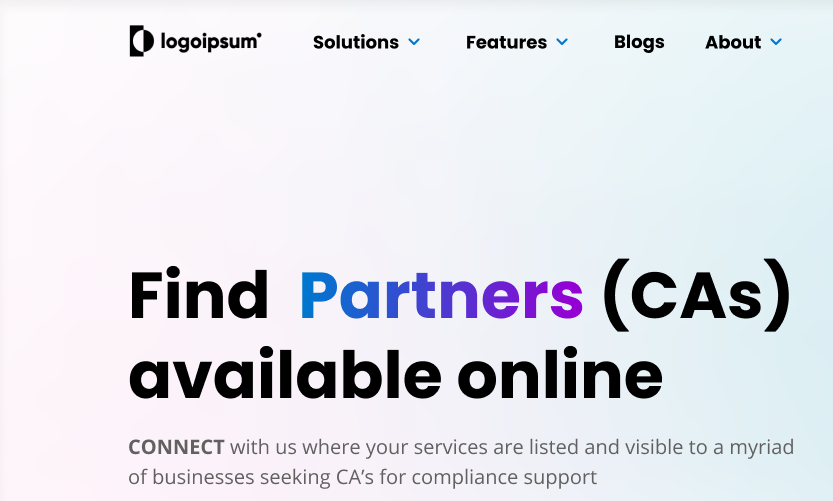 logoipsum Solutions Features Blogs About
Find Partners (CAs)
available online
CONNECT with us where your services are listed and visible to a myriad
of businesses seeking CA’s for compliance support